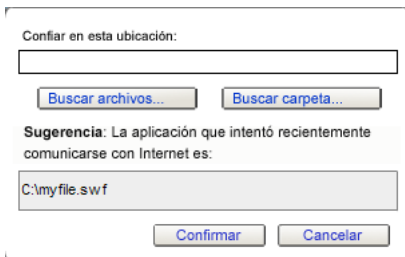 Confiar en esta ubicación:
Buscar archivos... Buscar carpeta...
Sugerencia: La aplicación que intentó recientemente
comunicarse con Internet es:
C:\myfile.swf
Confirmar Cancelar